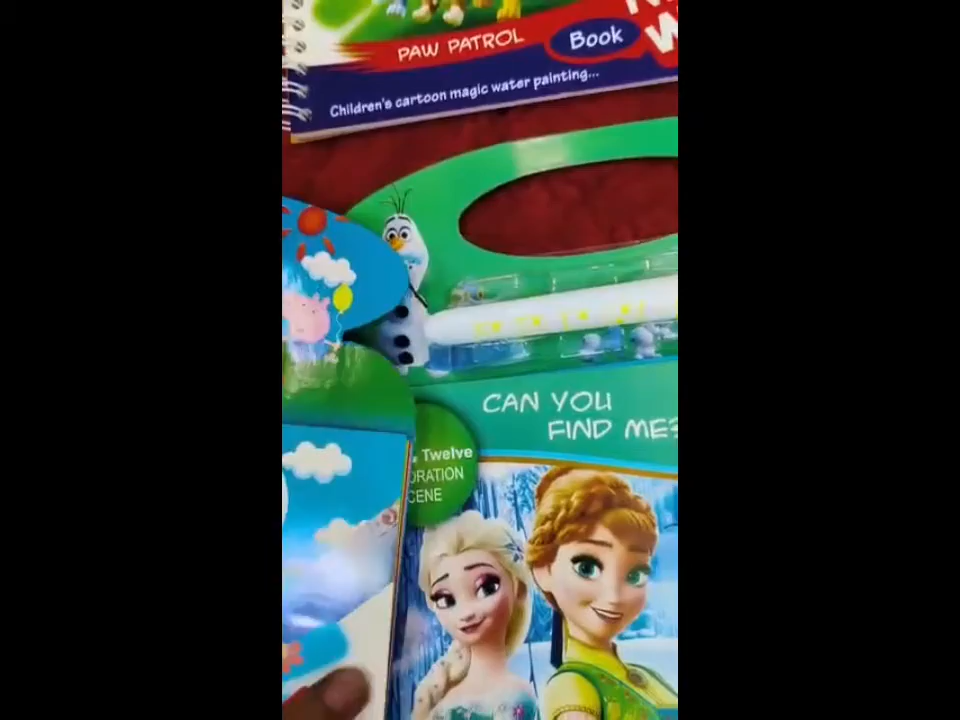 PAW PATROL
Book
Children's cartoon magic water painting...
CAN YOU
FIND ME?
Twelve
ORATION
CENE